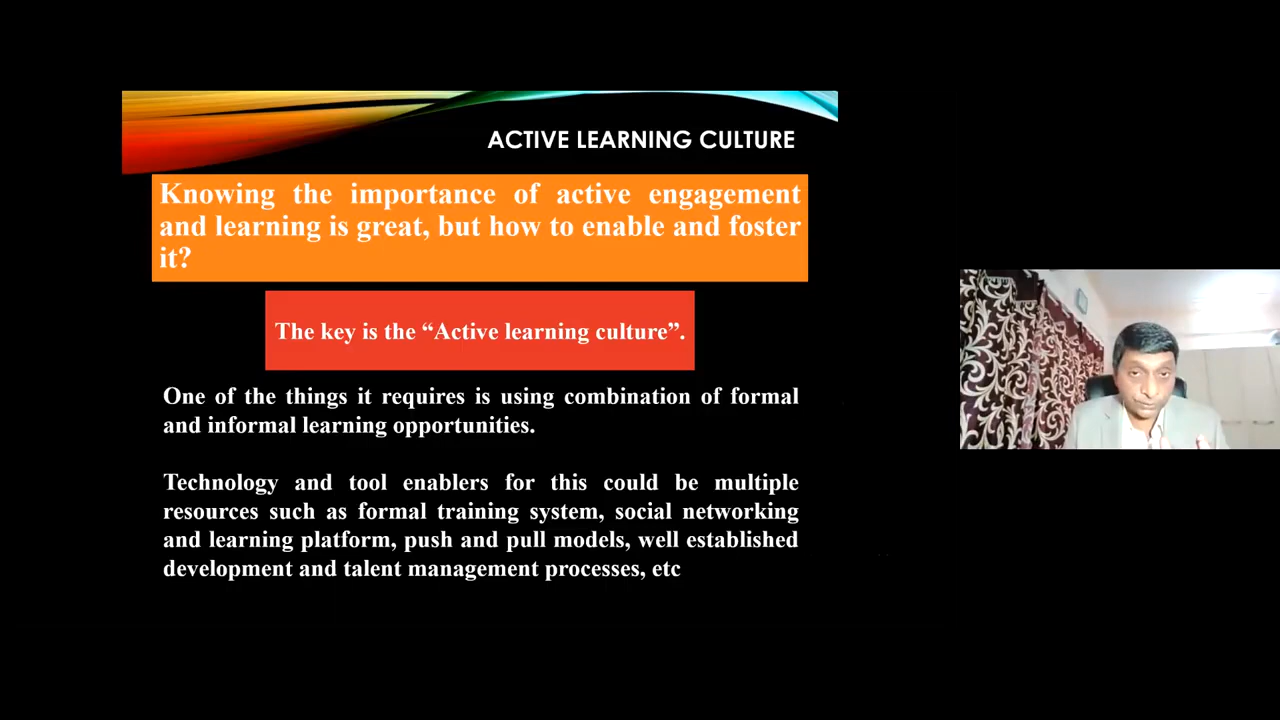 ACTIVE LEARNING CULTURE
Knowing the importance of active engagement
and learning is great, but how to enable and foster
it?
The key is the “Active learning culture”.
One of the things it requires is using combination of formal
and informal learning opportunities.
Technology and tool enablers for this could be multiple
resources such as formal training system, social networking
and learning platform, push and pull models, well established
development and talent management processes, etc